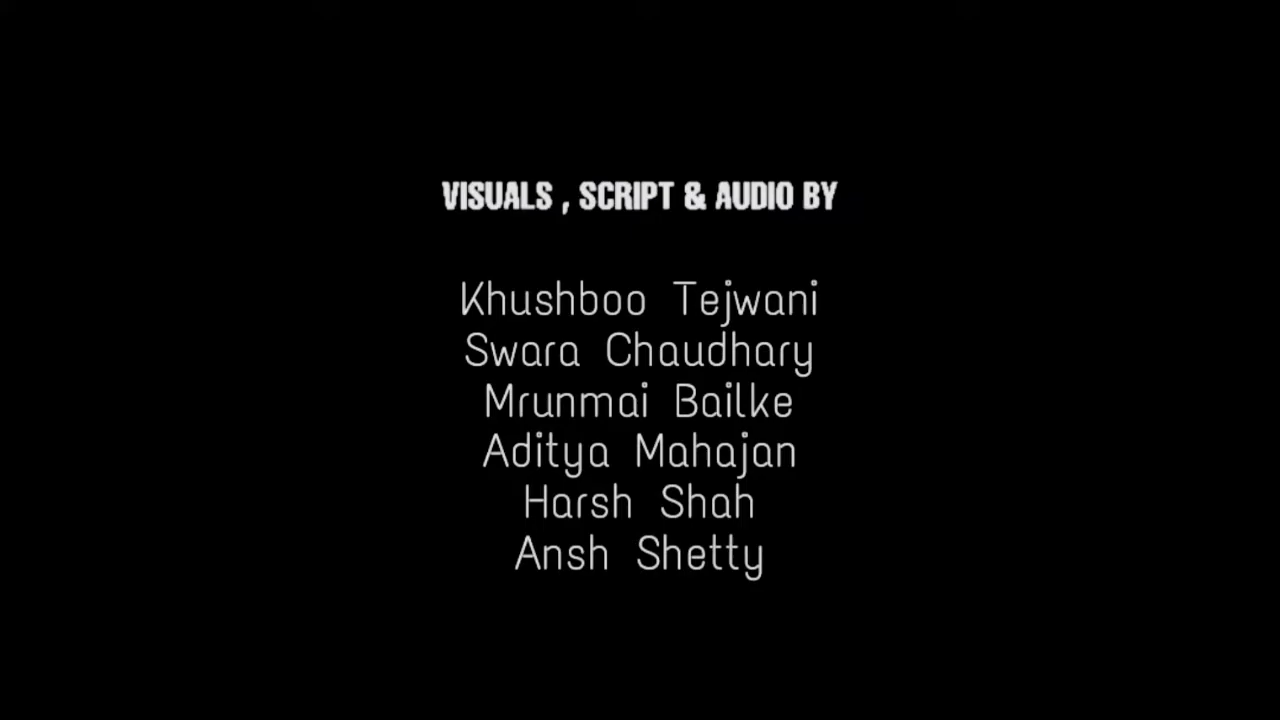 VISUALS , SCRIPT & AUDIO BY
Khushboo Tejwani
Swara Chaudhary
Mrunmai Bailke
Aditya Mahajan
Harsh Shah
Ansh Shetty